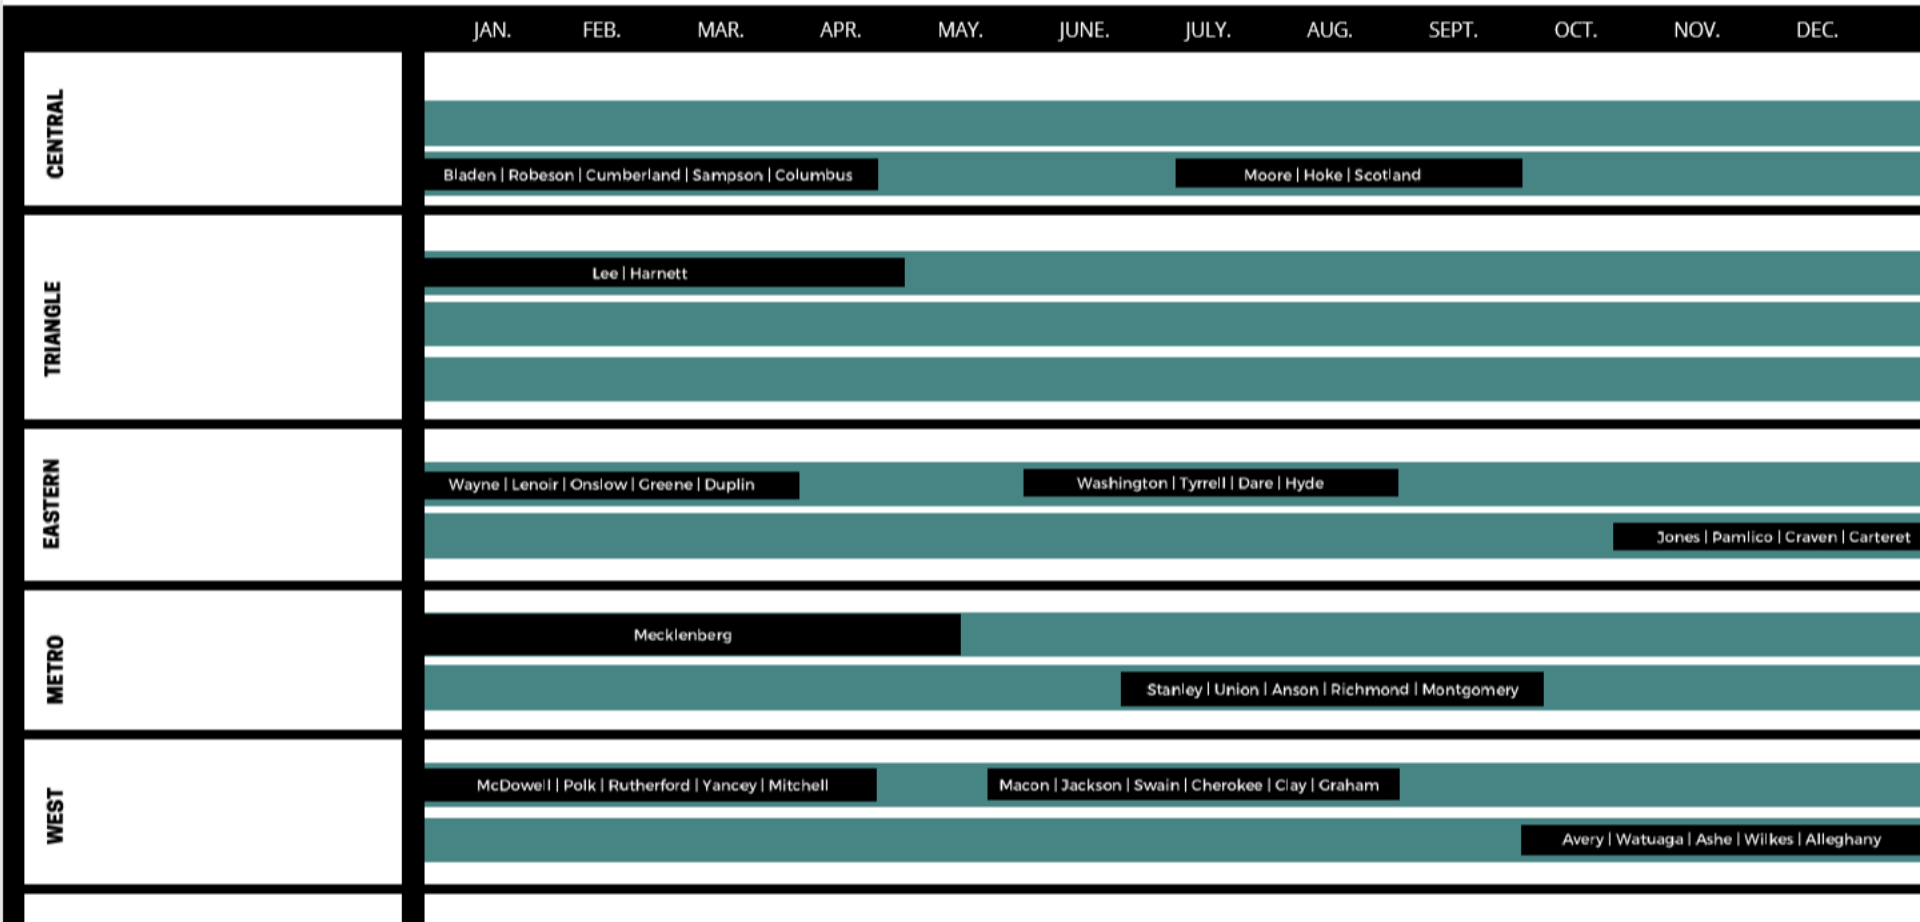 JAN. FEB. MAR. APR. MAY. JUNE. JULY. AUG. SEPT. OCT. NOV. DEC.
CENTRAL
Bladen | Robeson | Cumberland | Sampson | Columbus
Moore | Hoke | Scotland
TRIANGLE
Lee | Harnett
EASTERN
Wayne | Lenoir | Onslow | Greene | Duplin
Washington | Tyrrell | Dare | Hyde
Jones | Pamlico | Craven | Carteret
METRO
Mecklenberg
Stanley | Union | Anson | Richmond | Montgomery
WEST
McDowell | Polk | Rutherford | Yancey | Mitchell
Macon | Jackson | Swain | Cherokee | Clay | Graham
Avery | Watuaga | Ashe | Wilkes | Alleghany